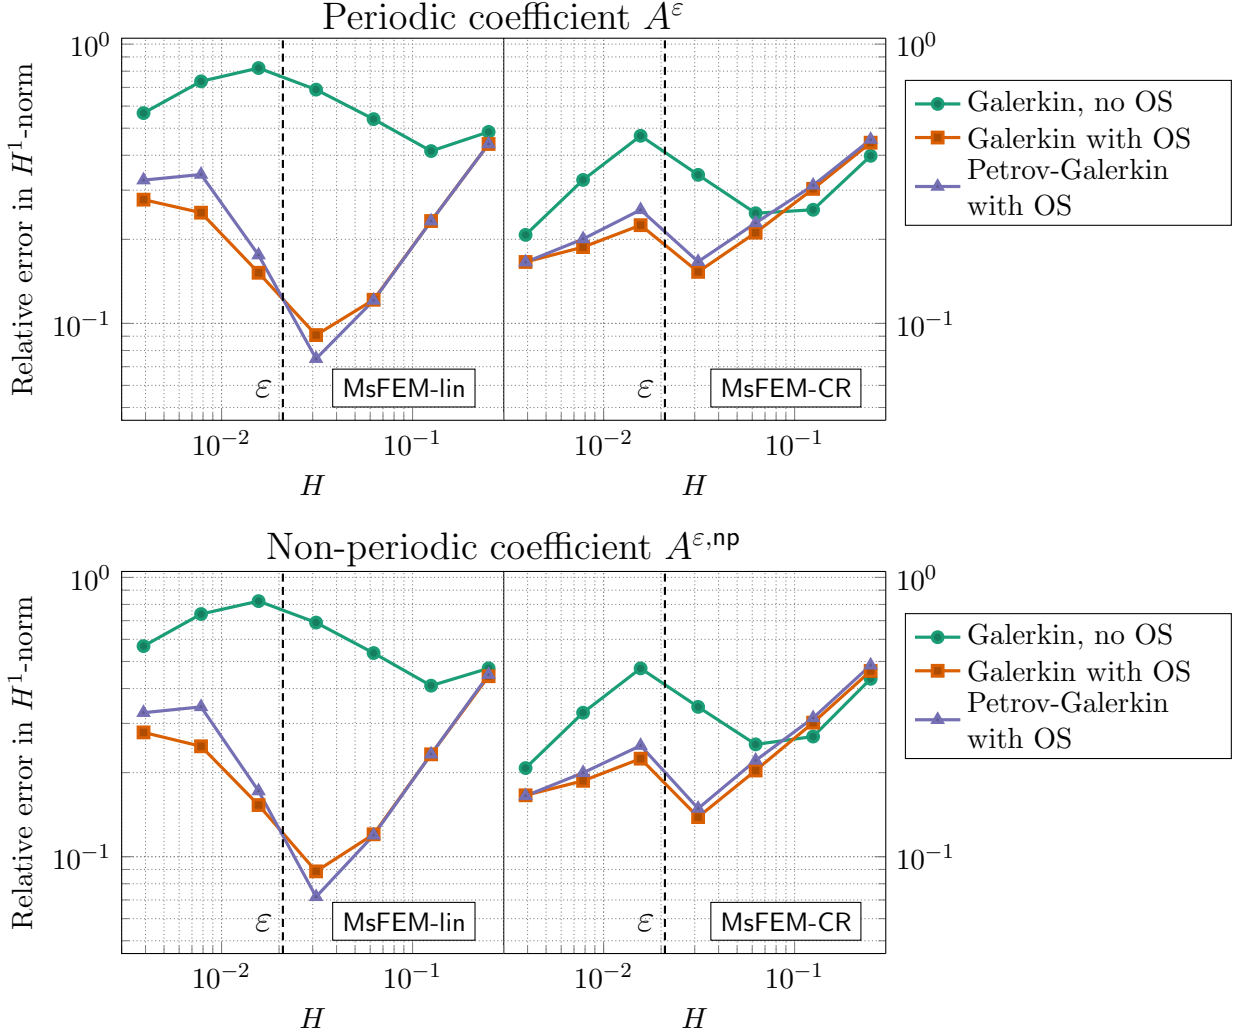 Periodic coefficient A^ε
10^0
10^−1
Relative error in H^1-norm
ε
MsFEM-lin
ε
MsFEM-CR
10^0
10^−1
10^−2
10^−1
10^−2
10^−1
H
H
Galerkin, no OS
Galerkin with OS
Petrov-Galerkin
with OS
Non-periodic coefficient A^ε,np
10^0
10^−1
Relative error in H^1-norm
ε
MsFEM-lin
ε
MsFEM-CR
10^0
10^−1
10^−2
10^−1
10^−2
10^−1
H
H
Galerkin, no OS
Galerkin with OS
Petrov-Galerkin
with OS